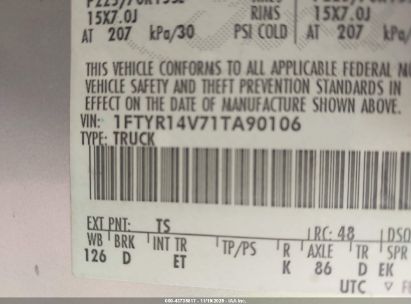 RIMS
15X7.0J 15X7.0J
AT 207 kPa/30 PSI COLD AT 207 kPa/
THIS VEHICLE CONFORMS TO ALL APPLICABLE FEDERAL M
VEHICLE SAFETY AND THEFT PREVENTION STANDARDS IN
EFFECT ON THE DATE OF MANUFACTURE SHOWN ABOVE.
VIN: 1FTYR14V71TA90106
TYPE: TRUCK
EXT PNT: TS RC: 48 DSO
WB BRK INT TR TP/PS R AXLE TR SPR
126 D ET K 86 D EK
UTC